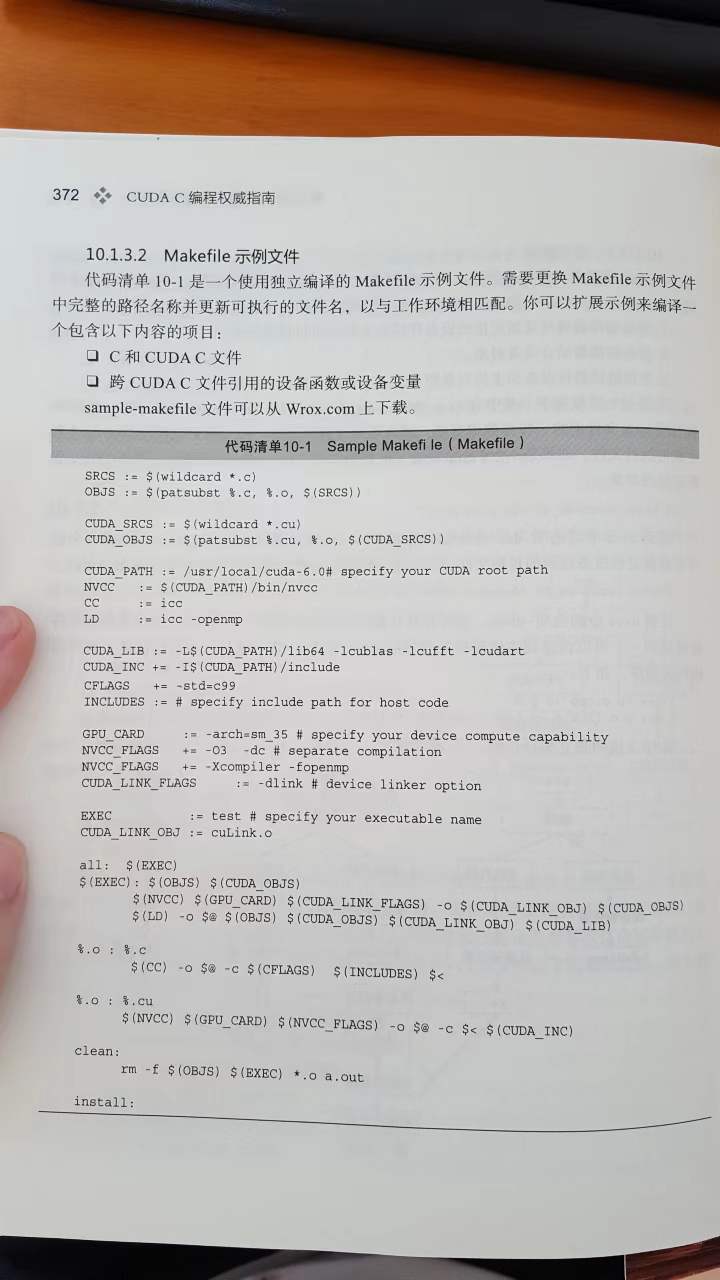 372 CUDA C 编程权威指南
10.1.3.2 Makefile 示例文件
代码清单 10-1 是一个使用独立编译的 Makefile 示例文件。需要更换 Makefile 示例文件
中完整的路径名称并更新可执行的文件名，以与工作环境相匹配。你可以扩展示例来编译一
个包含以下内容的项目：
❑ C 和 CUDA C 文件
❑ 跨 CUDA C 文件引用的设备函数或设备变量
sample-makefile 文件可以从 Wrox.com 上下载。
代码清单10-1 Sample Makefi le（Makefile）
SRCS := $(wildcard *.c)
OBJS := $(patsubst %.c, %.o, $(SRCS))
CUDA_SRCS := $(wildcard *.cu)
CUDA_OBJS := $(patsubst %.cu, %.o, $(CUDA_SRCS))
CUDA_PATH := /usr/local/cuda-6.0# specify your CUDA root path
NVCC := $(CUDA_PATH)/bin/nvcc
CC := icc
LD := icc -openmp
CUDA_LIB := -L$(CUDA_PATH)/lib64 -lcublas -lcufft -lcudart
CUDA_INC += -I$(CUDA_PATH)/include
CFLAGS += -std=c99
INCLUDES := # specify include path for host code
GPU_CARD := -arch=sm_35 # specify your device compute capability
NVCC_FLAGS += -O3 -dc # separate compilation
NVCC_FLAGS += -Xcompiler -fopenmp
CUDA_LINK_FLAGS := -dlink # device linker option
EXEC := test # specify your executable name
CUDA_LINK_OBJ := cuLink.o
all: $(EXEC)
$(EXEC): $(OBJS) $(CUDA_OBJS)
$(NVCC) $(GPU_CARD) $(CUDA_LINK_FLAGS) -o $(CUDA_LINK_OBJ) $(CUDA_OBJS)
$(LD) -o $@ $(OBJS) $(CUDA_OBJS) $(CUDA_LINK_OBJ) $(CUDA_LIB)
%.o : %.c
$(CC) -o $@ -c $(CFLAGS) $(INCLUDES) $<
%.o : %.cu
$(NVCC) $(GPU_CARD) $(NVCC_FLAGS) -o $@ -c $< $(CUDA_INC)
clean:
rm -f $(OBJS) $(EXEC) *.o a.out
install: